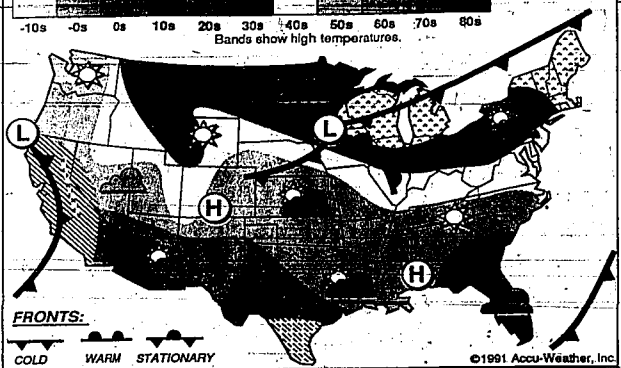 -10s -0s 0s 10s 20s 30s 40s 50s 60s 70s 80s
Bands show high temperatures.
L
L
H
H
FRONTS:
COLD WARM STATIONARY
©1991 Accu-Weather, Inc.